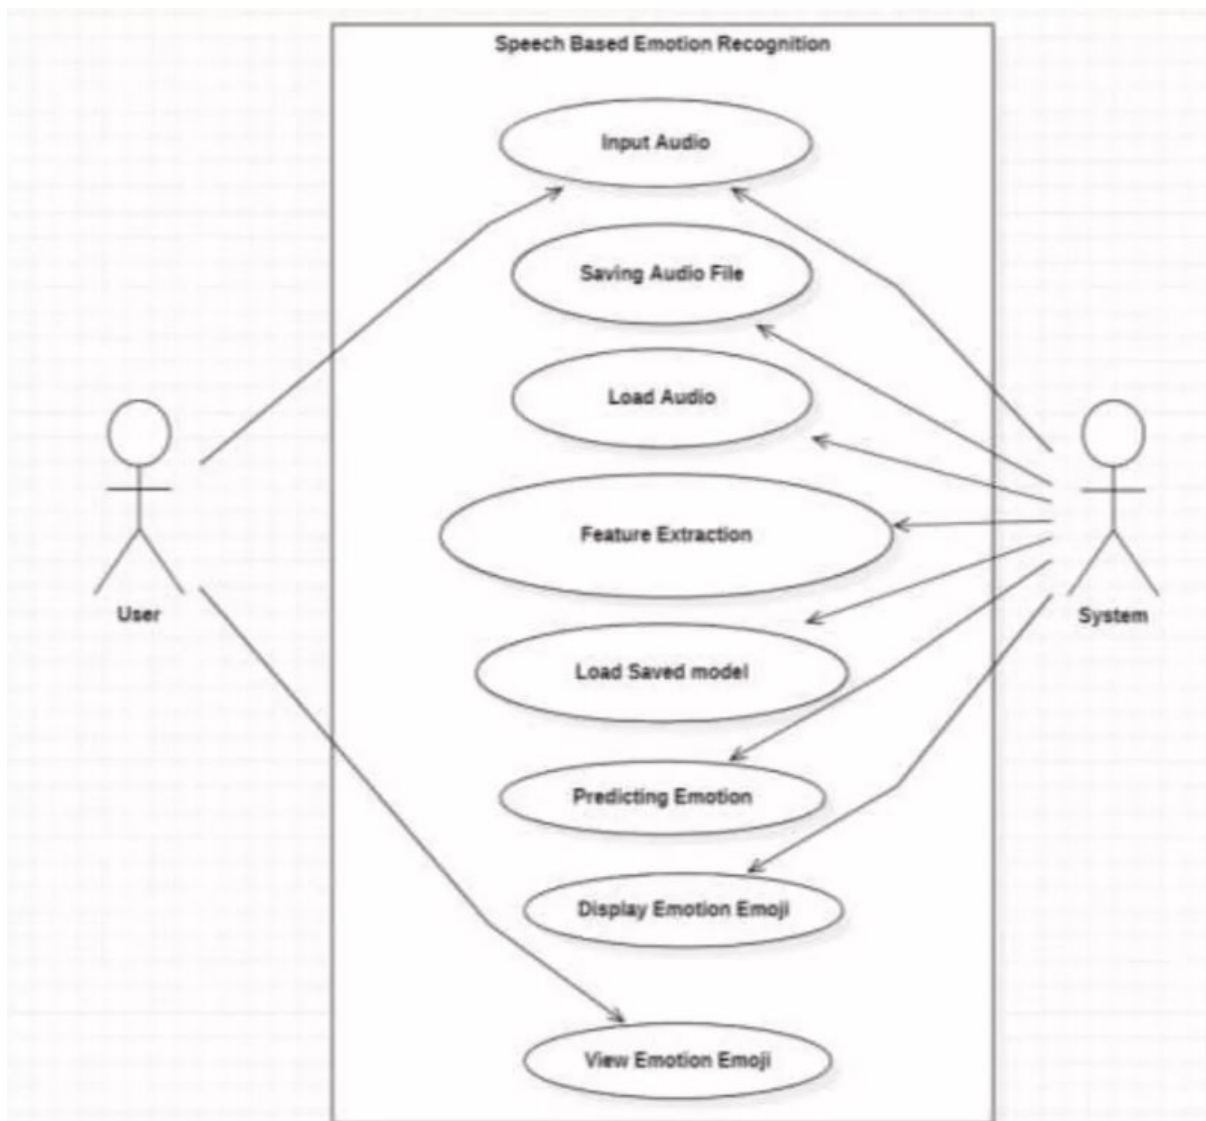 Speech Based Emotion Recognition
Input Audio
Saving Audio File
Load Audio
Feature Extraction
User
System
Load Saved model
Predicting Emotion
Display Emotion Emoji
View Emotion Emoji